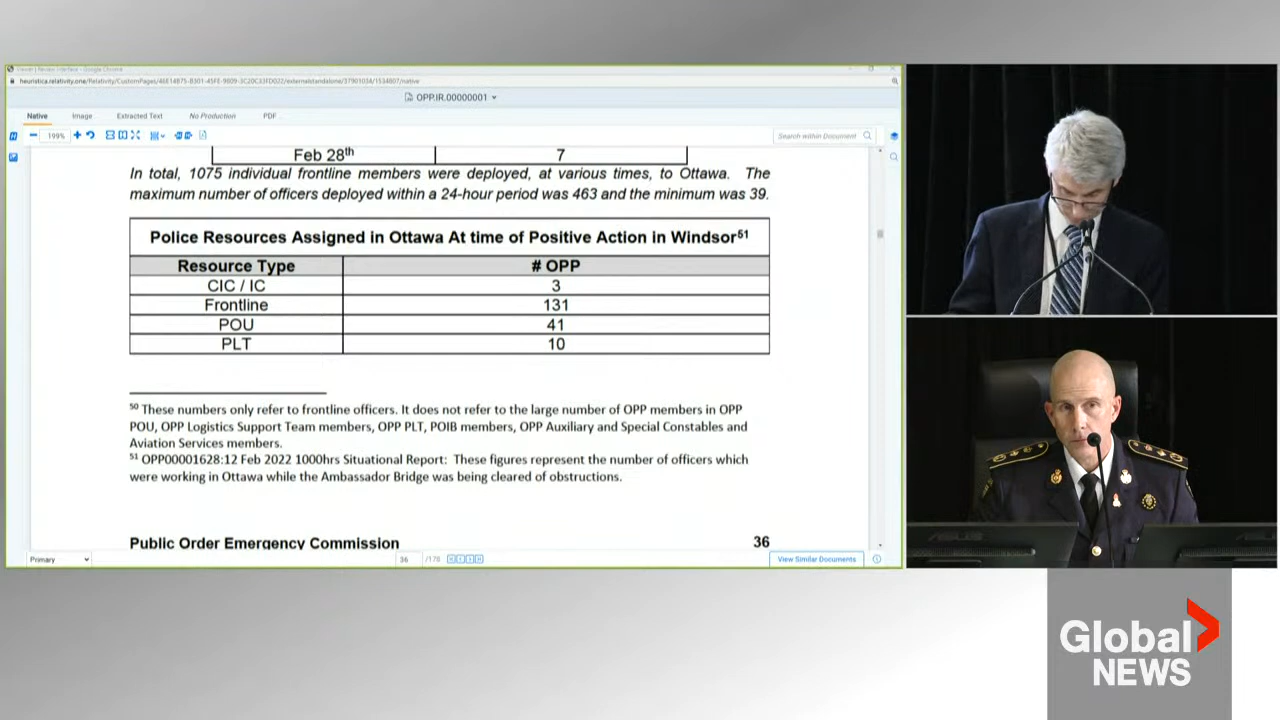 Viewer | Review Interface - Google Chrome
OPP.IR.00000001
Native Image Extracted Text No Production PDF
199% Search within Document
Feb 28th 7
In total, 1075 individual frontline members were deployed, at various times, to Ottawa. The
maximum number of officers deployed within a 24-hour period was 463 and the minimum was 39.
Police Resources Assigned in Ottawa At time of Positive Action in Windsor51
Resource Type # OPP
CIC / IC 3
Frontline 131
POU 41
PLT 10
50 These numbers only refer to frontline officers. It does not refer to the large number of OPP members in OPP
POU, OPP Logistics Support Team members, OPP PLT, POIB members, OPP Auxiliary and Special Constables and
Aviation Services members.
51 OPP00001628:12 Feb 2022 1000hrs Situational Report: These figures represent the number of officers which
were working in Ottawa while the Ambassador Bridge was being cleared of obstructions.
Public Order Emergency Commission 36
Primary 36 /170 View Similar Documents
Global
NEWS